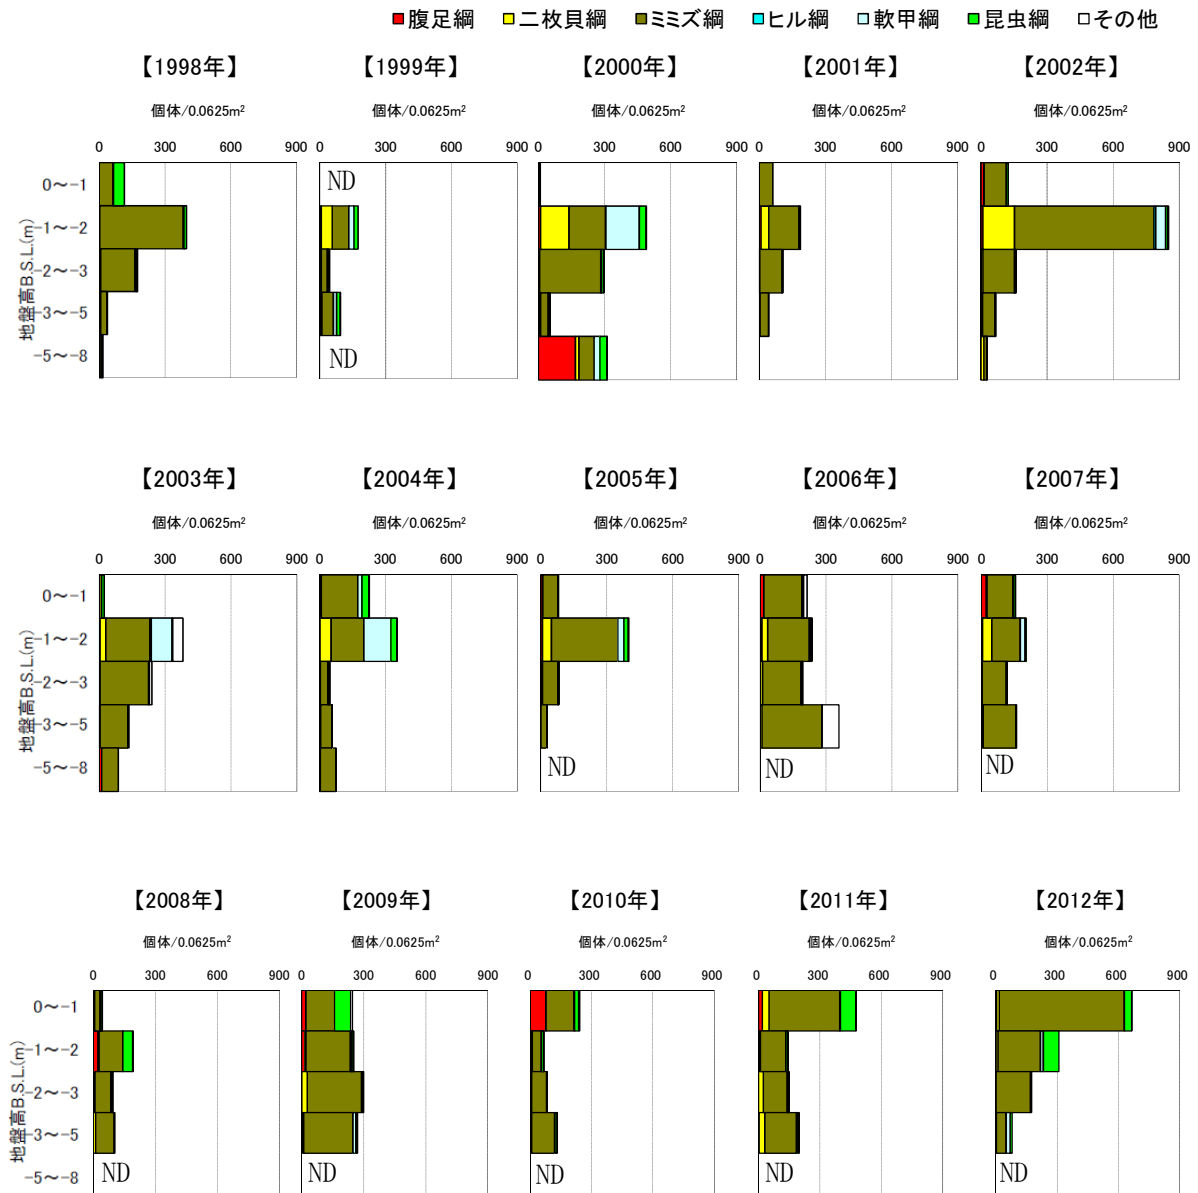 腹足綱 二枚貝綱 ミミズ綱 ヒル綱 軟甲綱 昆虫綱 その他
【1998年】 【1999年】 【2000年】 【2001年】 【2002年】
個体/0.0625m² 個体/0.0625m² 個体/0.0625m² 個体/0.0625m² 個体/0.0625m²
0 300 600 900 0 300 600 900 0 300 600 900 0 300 600 900 0 300 600 900
地盤高B.S.L.(m)
0～-1 ND
-1～-2
-2～-3
-3～-5
-5～-8 ND
【2003年】 【2004年】 【2005年】 【2006年】 【2007年】
個体/0.0625m² 個体/0.0625m² 個体/0.0625m² 個体/0.0625m² 個体/0.0625m²
0 300 600 900 0 300 600 900 0 300 600 900 0 300 600 900 0 300 600 900
地盤高B.S.L.(m)
0～-1
-1～-2
-2～-3
-3～-5
-5～-8 ND ND ND
【2008年】 【2009年】 【2010年】 【2011年】 【2012年】
個体/0.0625m² 個体/0.0625m² 個体/0.0625m² 個体/0.0625m² 個体/0.0625m²
0 300 600 900 0 300 600 900 0 300 600 900 0 300 600 900 0 300 600 900
地盤高B.S.L.(m)
0～-1
-1～-2
-2～-3
-3～-5
-5～-8 ND ND ND ND ND